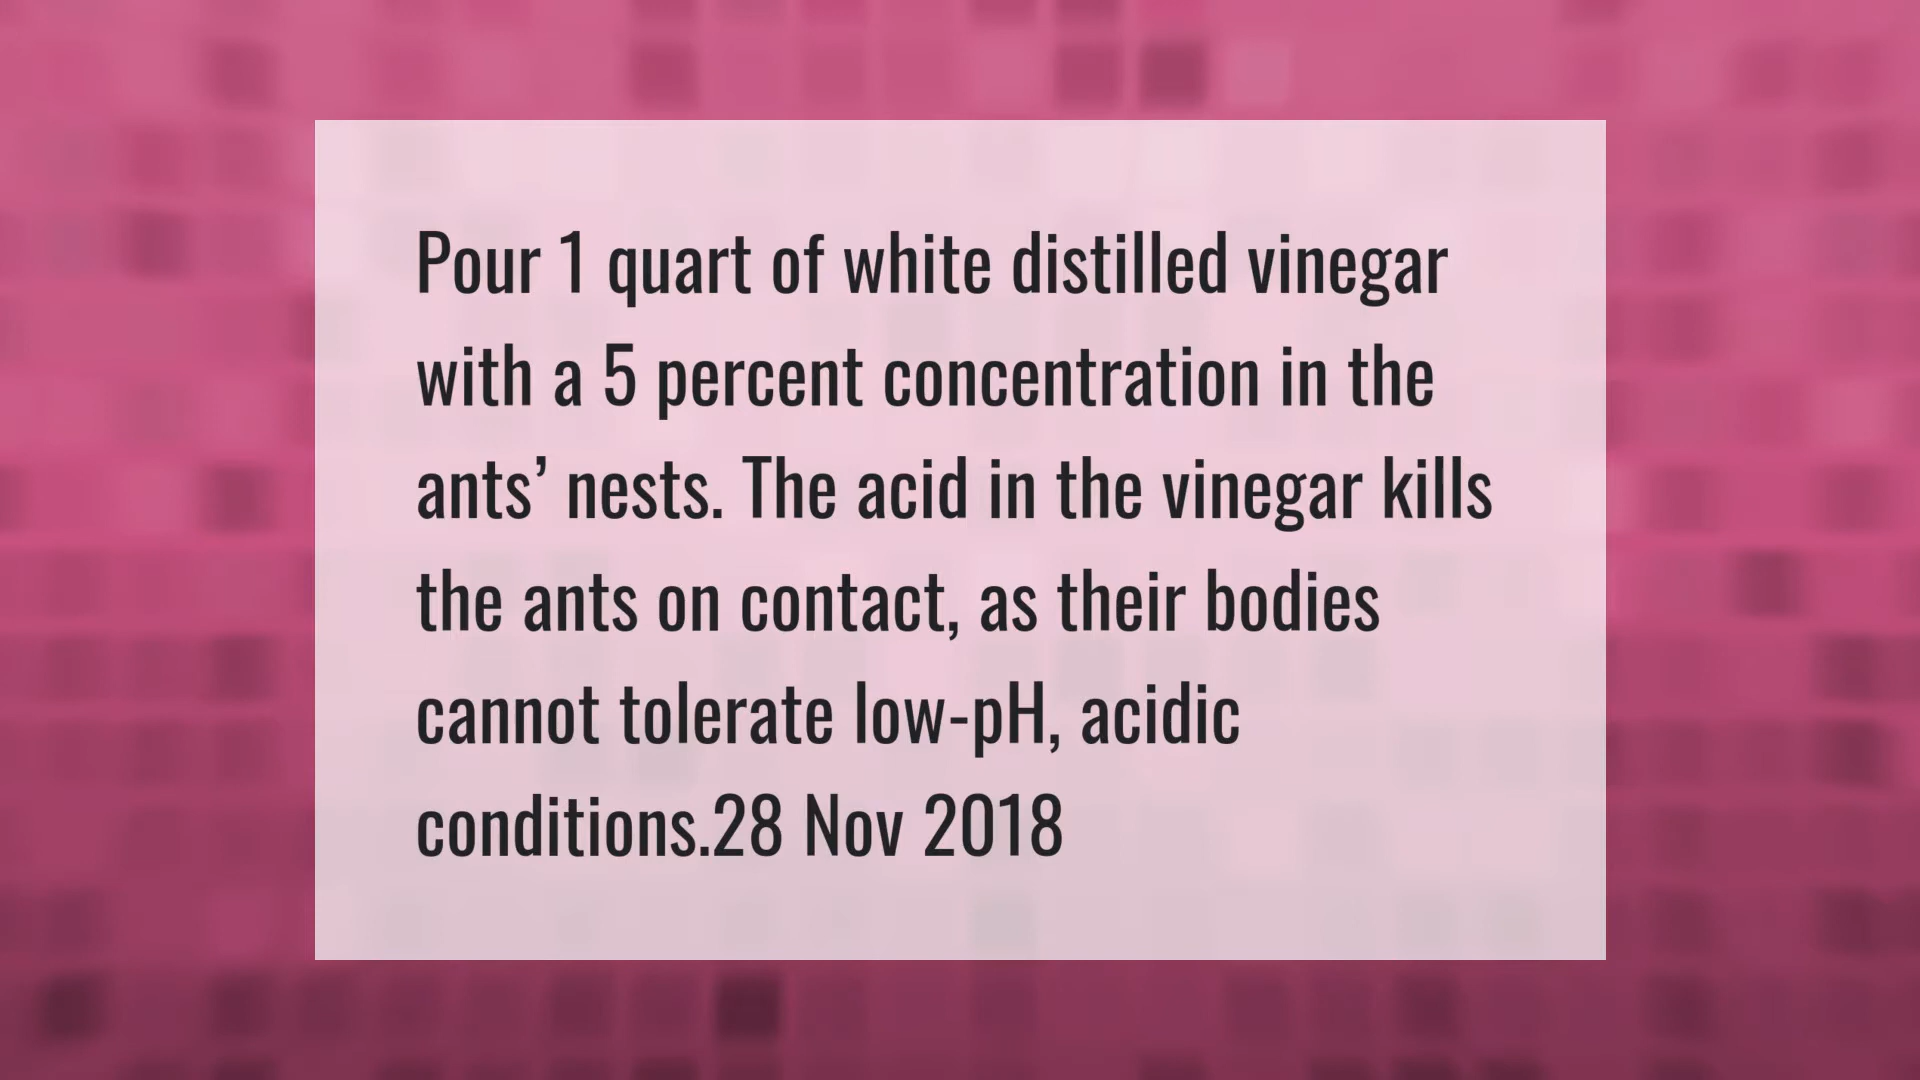 Pour 1 quart of white distilled vinegar
with a 5 percent concentration in the
ants’ nests. The acid in the vinegar kills
the ants on contact, as their bodies
cannot tolerate low-pH, acidic
conditions.28 Nov 2018